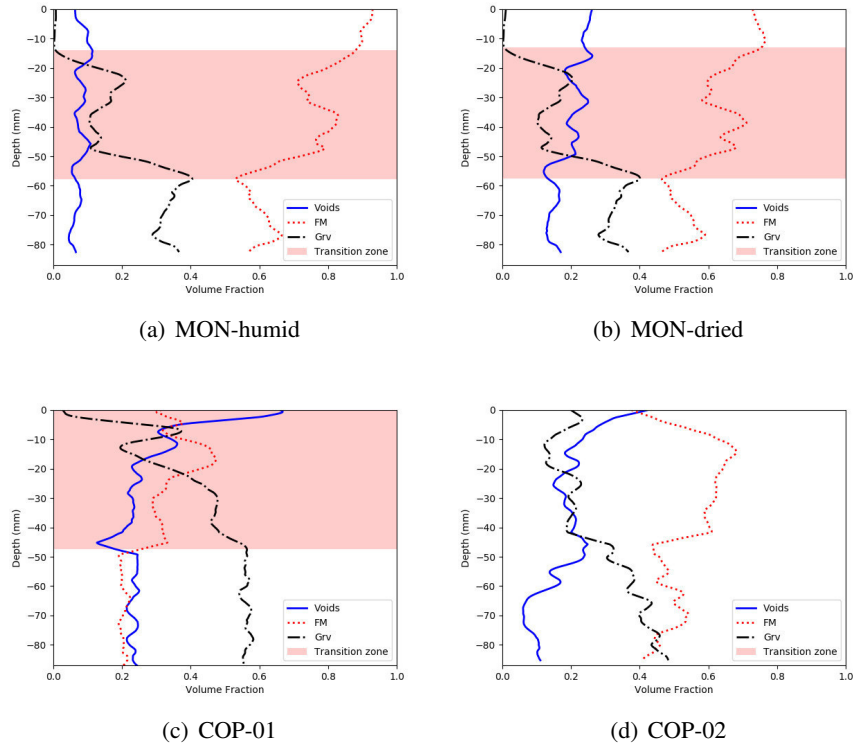 0
−10
−20
−30
−40
−50
−60
−70
−80
Depth (mm)
0.0 0.2 0.4 0.6 0.8 1.0
Volume Fraction
Voids
FM
Grv
Transition zone
(a) MON-humid
0
−10
−20
−30
−40
−50
−60
−70
−80
Depth (mm)
0.0 0.2 0.4 0.6 0.8 1.0
Volume Fraction
Voids
FM
Grv
Transition zone
(b) MON-dried
0
−10
−20
−30
−40
−50
−60
−70
−80
Depth (mm)
0.0 0.2 0.4 0.6 0.8 1.0
Volume Fraction
Voids
FM
Grv
Transition zone
(c) COP-01
0
−10
−20
−30
−40
−50
−60
−70
−80
Depth (mm)
0.0 0.2 0.4 0.6 0.8 1.0
Volume Fraction
Voids
FM
Grv
Transition zone
(d) COP-02